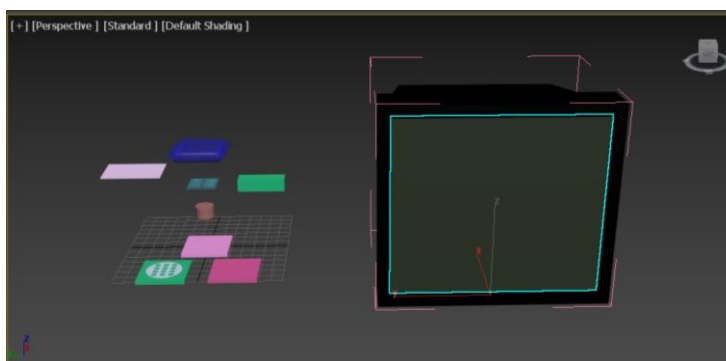 [+] [Perspective ] [Standard ] [Default Shading ]
Z
X
Z
X